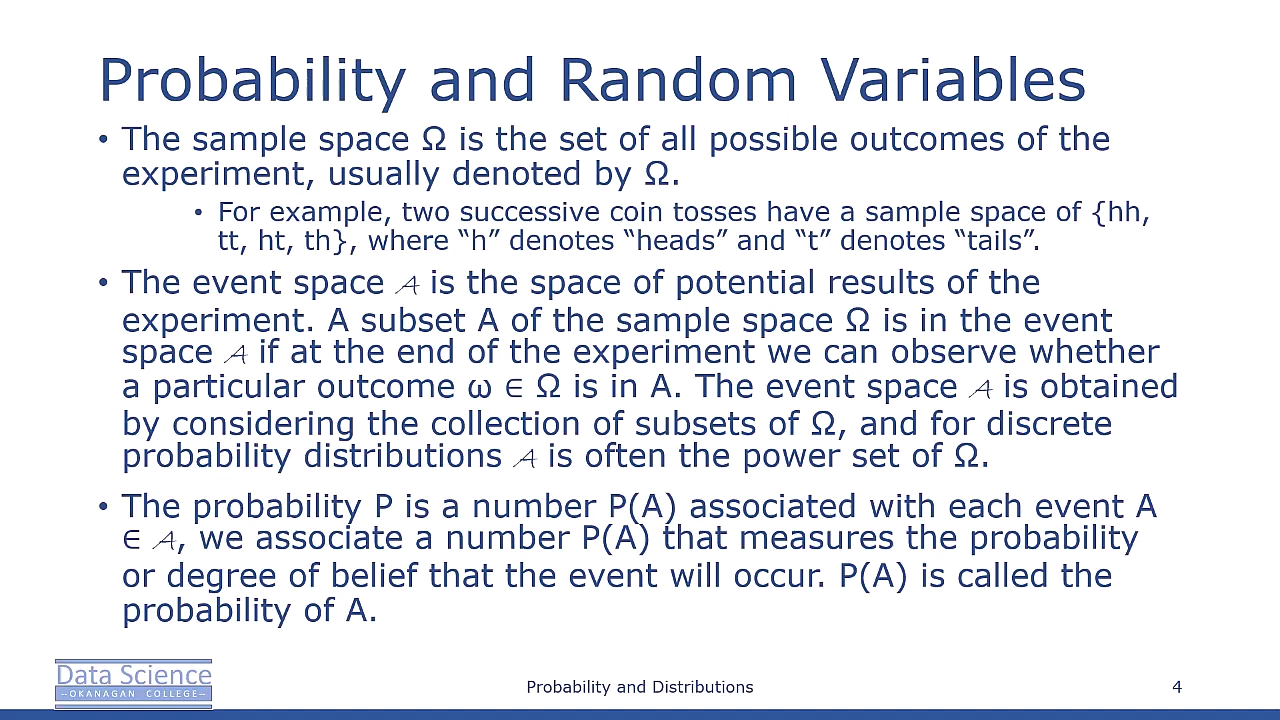 Probability and Random Variables
• The sample space Ω is the set of all possible outcomes of the
experiment, usually denoted by Ω.
• For example, two successive coin tosses have a sample space of {hh,
tt, ht, th}, where “h” denotes “heads” and “t” denotes “tails”.
• The event space 𝒜 is the space of potential results of the
experiment. A subset A of the sample space Ω is in the event
space 𝒜 if at the end of the experiment we can observe whether
a particular outcome ω ∈ Ω is in A. The event space 𝒜 is obtained
by considering the collection of subsets of Ω, and for discrete
probability distributions 𝒜 is often the power set of Ω.
• The probability P is a number P(A) associated with each event A
∈ 𝒜, we associate a number P(A) that measures the probability
or degree of belief that the event will occur. P(A) is called the
probability of A.
Data Science
–OKANAGAN COLLEGE–
Probability and Distributions
4